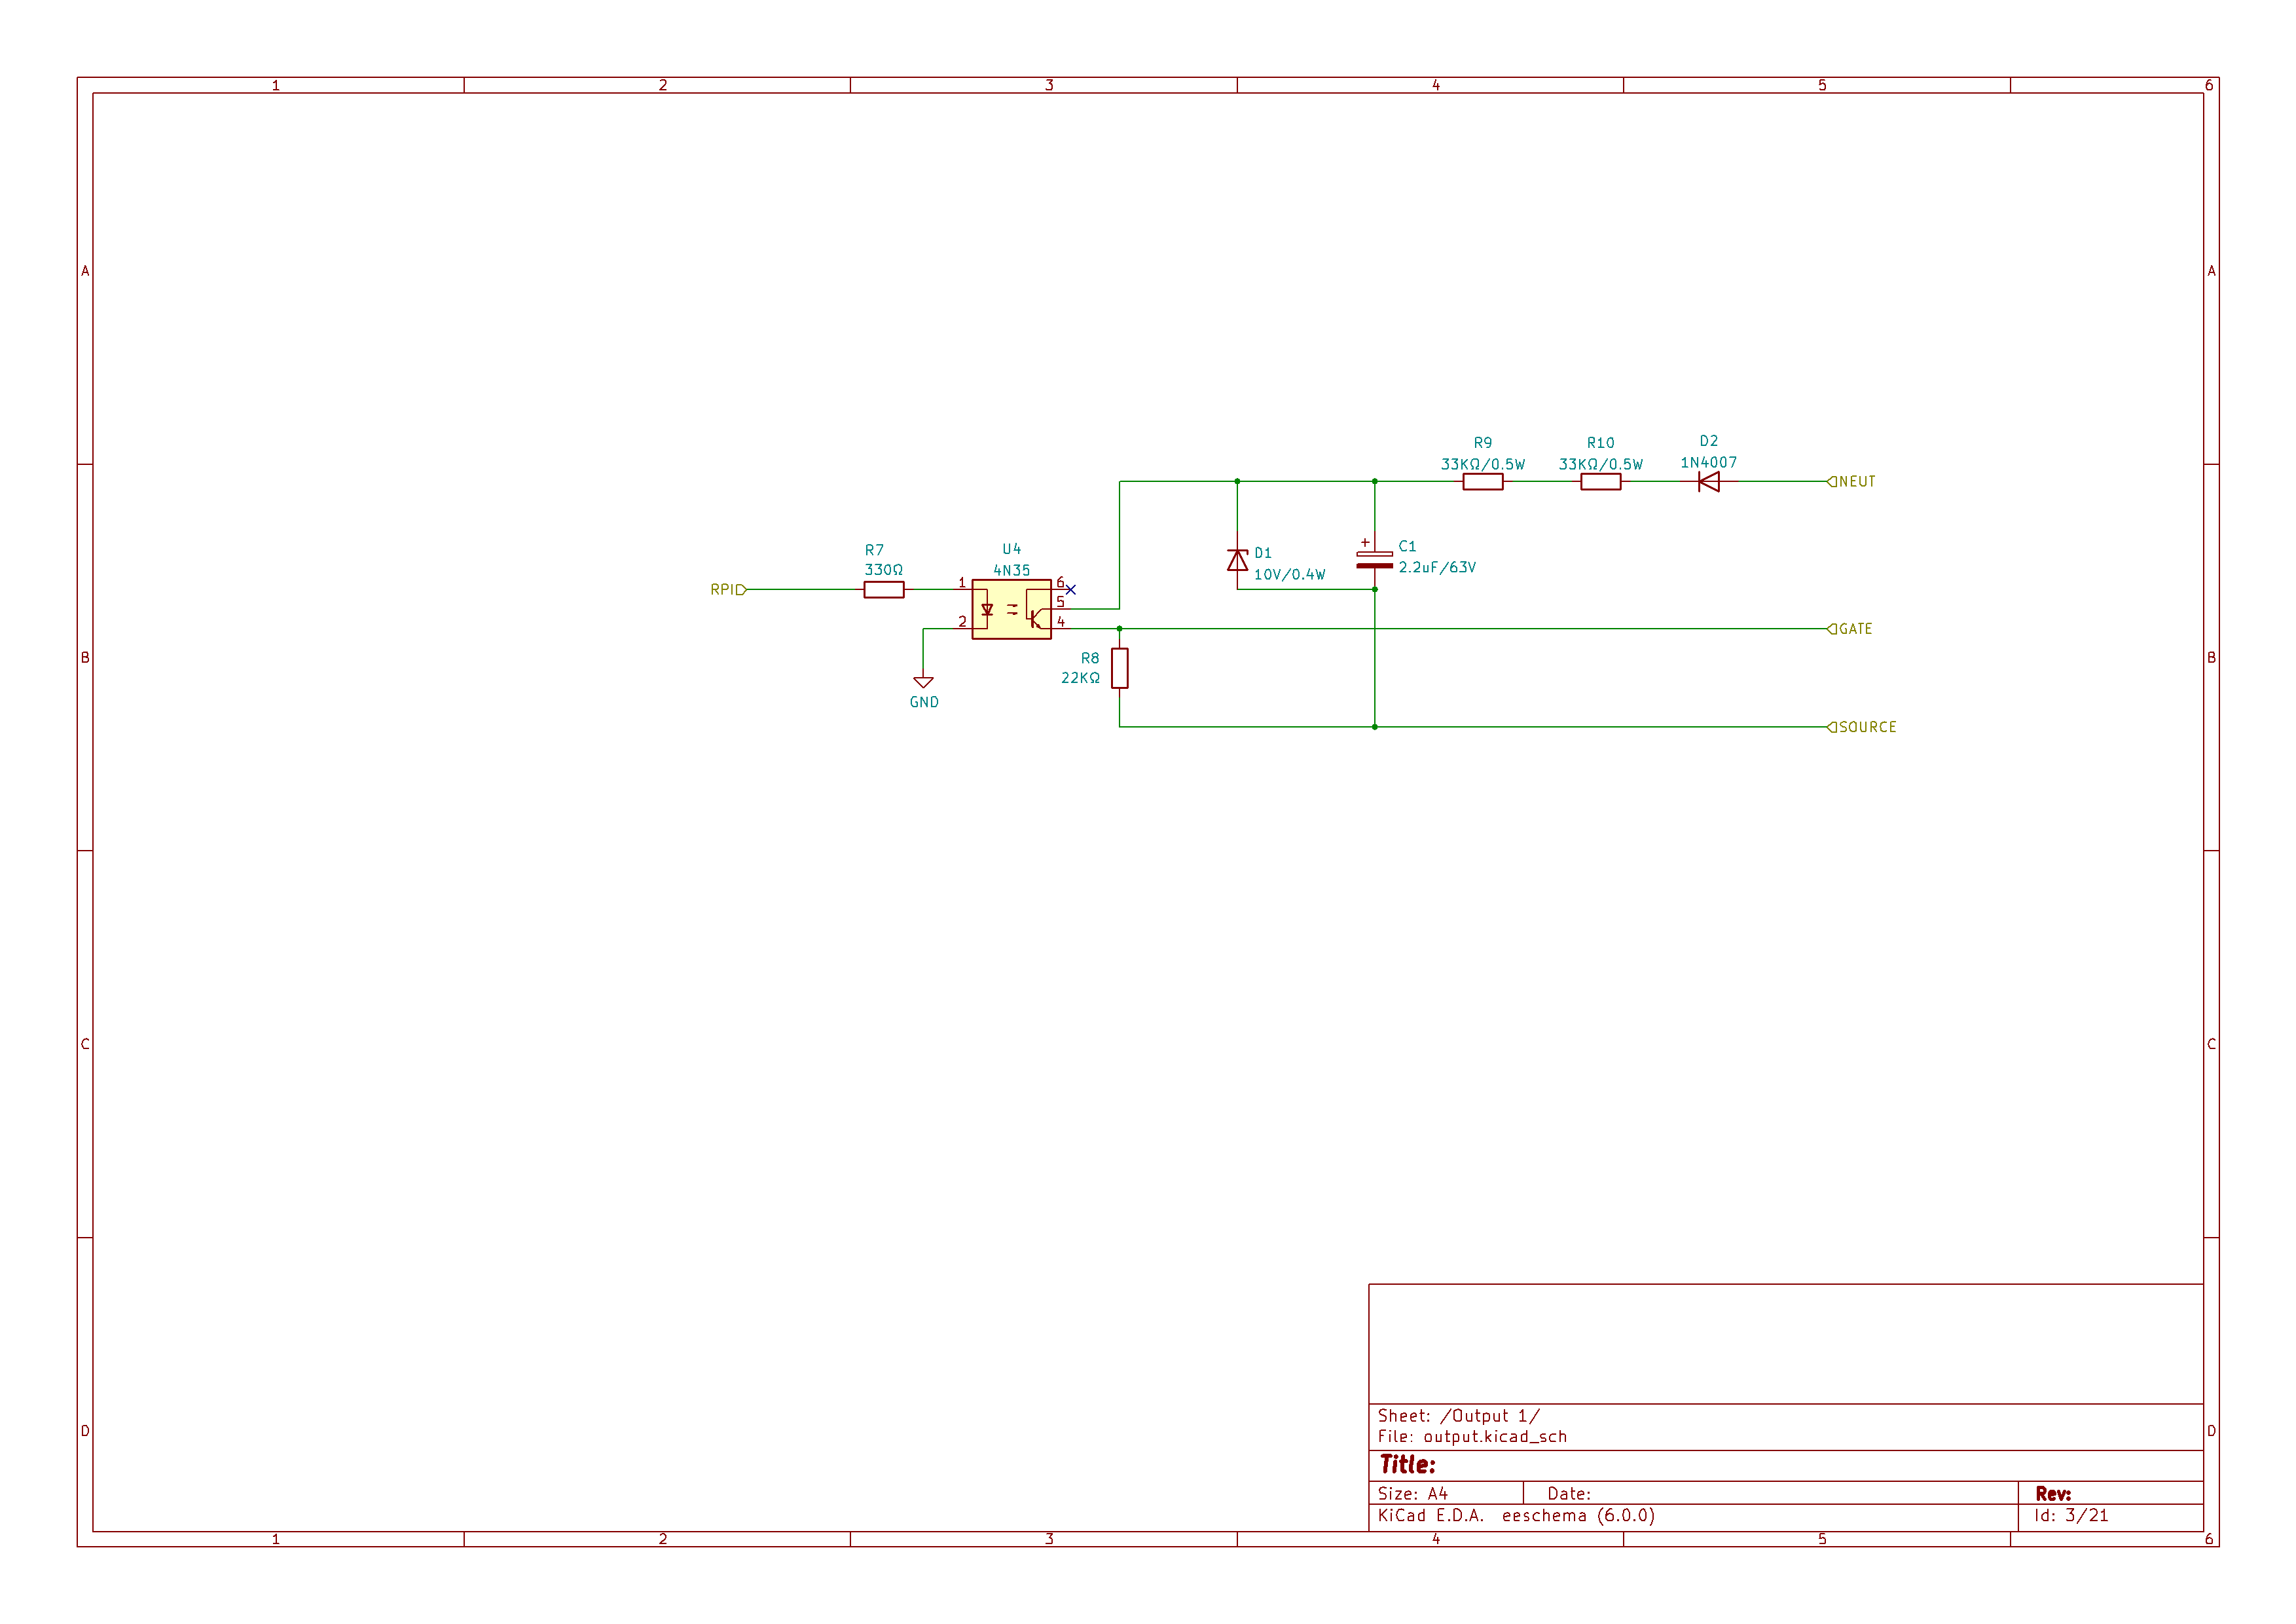 1 2 3 4 5 6
A A
R9 R10 D2
33KΩ/0.5W 33KΩ/0.5W 1N4007
NEUT
R7 U4 + C1
330Ω 4N35 D1 2.2uF/63V
10V/0.4W
RPI 1 6
5
2 4 GATE
B R8 B
22KΩ
GND
SOURCE
C C
Sheet: /Output 1/
File: output.kicad_sch
D D
Title:
Size: A4 Date: Rev:
KiCad E.D.A. eeschema (6.0.0) Id: 3/21
1 2 3 4 5 6